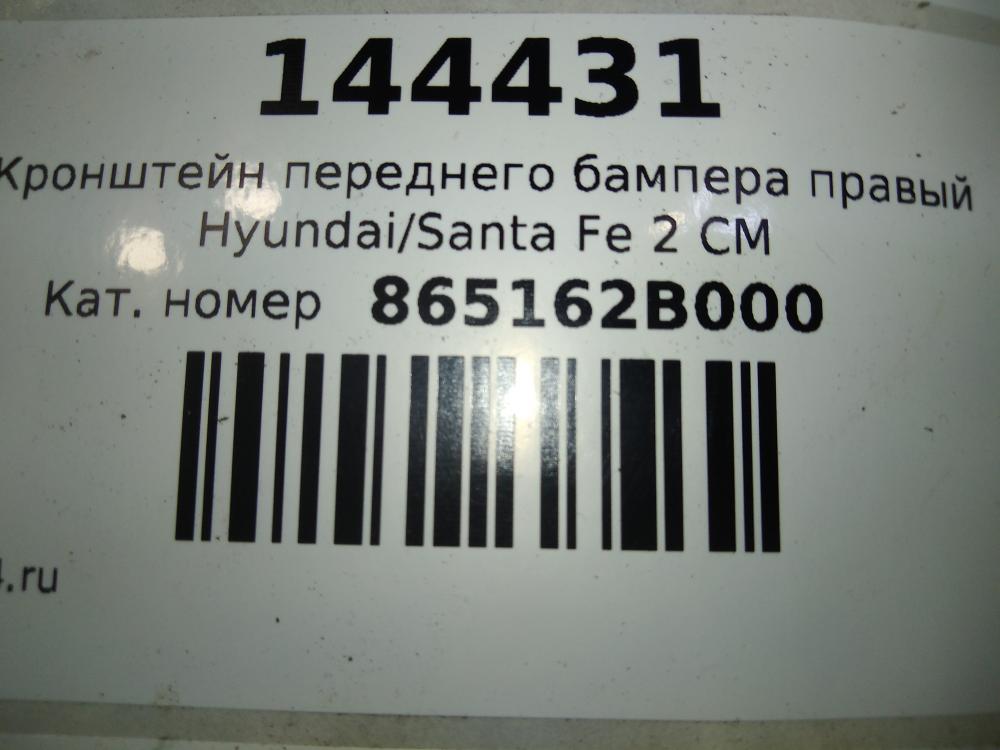 144431
Кронштейн переднего бампера правый
Hyundai/Santa Fe 2 CM
Кат. номер 865162B000
4.ru